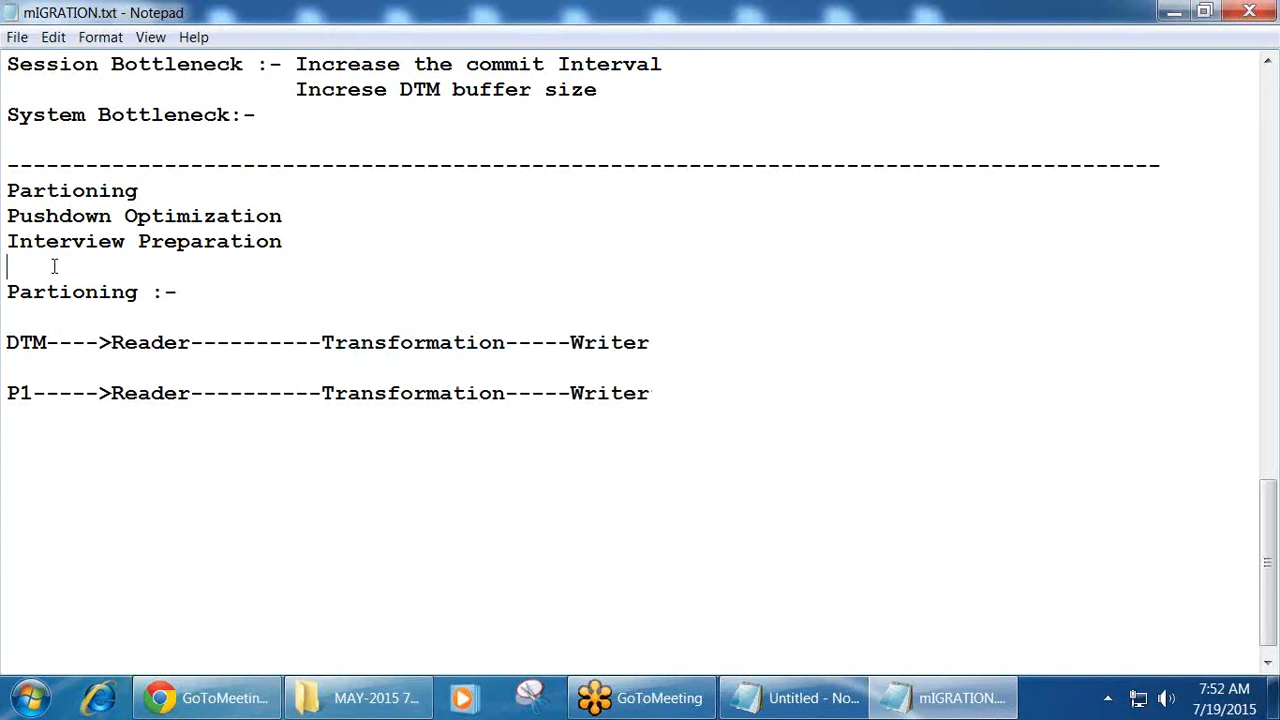 mIGRATION.txt - Notepad
File Edit Format View Help
Session Bottleneck :- Increase the commit Interval
Increse DTM buffer size
System Bottleneck:-
-----------------------------------------------------------------------------------------
Partioning
Pushdown Optimization
Interview Preparation
Partioning :-
DTM---->Reader----------Transformation-----Writer
P1----->Reader----------Transformation-----Writer
GoToMeetin... MAY-2015 7... GoToMeeting Untitled - No... mIGRATION.... 7:52 AM
7/19/2015